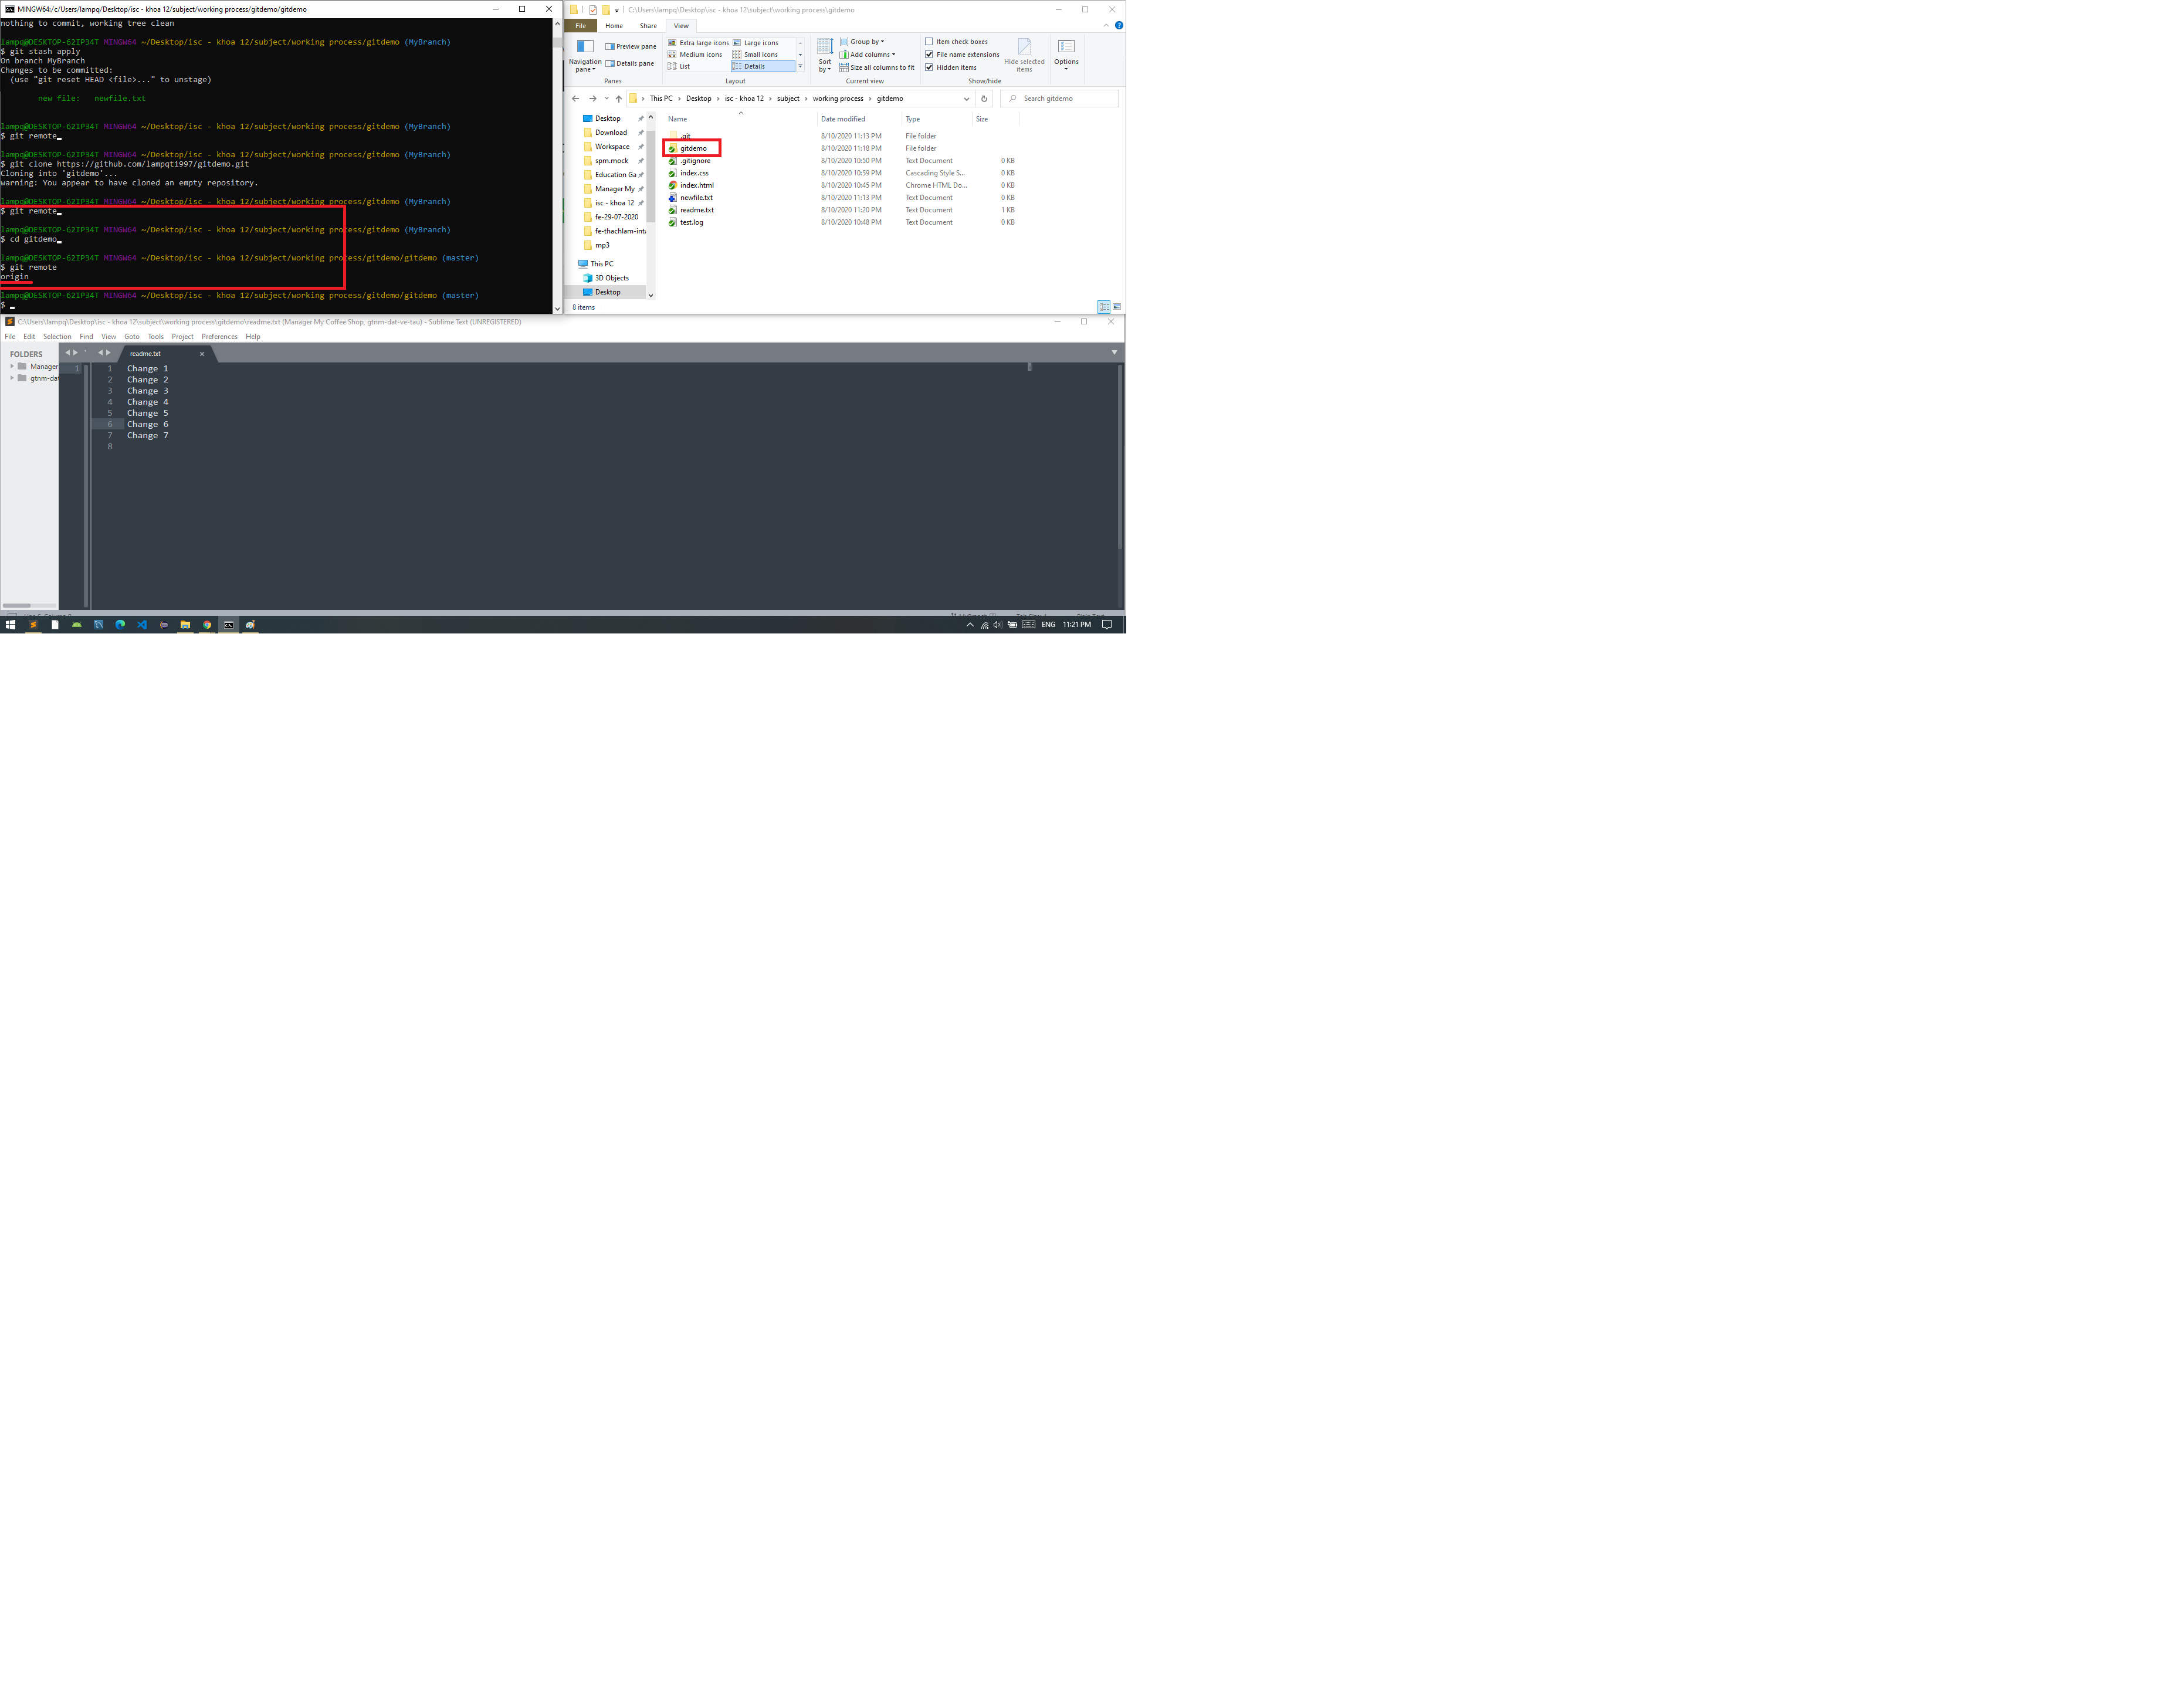 MINGW64:/c/Users/lampq/Desktop/isc - khoa 12/subject/working process/gitdemo/gitdemo
nothing to commit, working tree clean
lampq@DESKTOP-62IP34T MINGW64 ~/Desktop/isc - khoa 12/subject/working process/gitdemo (MyBranch)
$ git stash apply
On branch MyBranch
Changes to be committed:
(use "git reset HEAD <file>..." to unstage)
new file:   newfile.txt
lampq@DESKTOP-62IP34T MINGW64 ~/Desktop/isc - khoa 12/subject/working process/gitdemo (MyBranch)
$ git remote
lampq@DESKTOP-62IP34T MINGW64 ~/Desktop/isc - khoa 12/subject/working process/gitdemo (MyBranch)
$ git clone https://github.com/lampqt1997/gitdemo.git
Cloning into 'gitdemo'...
warning: You appear to have cloned an empty repository.
lampq@DESKTOP-62IP34T MINGW64 ~/Desktop/isc - khoa 12/subject/working process/gitdemo (MyBranch)
$ git remote
lampq@DESKTOP-62IP34T MINGW64 ~/Desktop/isc - khoa 12/subject/working process/gitdemo (MyBranch)
$ cd gitdemo
lampq@DESKTOP-62IP34T MINGW64 ~/Desktop/isc - khoa 12/subject/working process/gitdemo/gitdemo (master)
$ git remote
origin
lampq@DESKTOP-62IP34T MINGW64 ~/Desktop/isc - khoa 12/subject/working process/gitdemo/gitdemo (master)
$
C:\Users\lampq\Desktop\isc - khoa 12\subject\working process\gitdemo
File Home Share View
Navigation pane
Preview pane
Details pane
Panes
Extra large icons Large icons
Medium icons Small icons
List Details
Layout
Sort by
Group by
Add columns
Size all columns to fit
Current view
Item check boxes
File name extensions
Hidden items
Hide selected items
Show/hide
Options
This PC > Desktop > isc - khoa 12 > subject > working process > gitdemo
Search gitdemo
Desktop
Download
Workspace
spm.mock
Education Ga
Manager My
isc - khoa 12
fe-29-07-2020
fe-thachlam-int
mp3
This PC
3D Objects
Desktop
Name Date modified Type Size
.git 8/10/2020 11:13 PM File folder
gitdemo 8/10/2020 11:18 PM File folder
.gitignore 8/10/2020 10:50 PM Text Document 0 KB
index.css 8/10/2020 10:59 PM Cascading Style S... 0 KB
index.html 8/10/2020 10:45 PM Chrome HTML Do... 0 KB
newfile.txt 8/10/2020 11:13 PM Text Document 0 KB
readme.txt 8/10/2020 11:20 PM Text Document 1 KB
test.log 8/10/2020 10:48 PM Text Document 0 KB
8 items
C:\Users\lampq\Desktop\isc - khoa 12\subject\working process\gitdemo\readme.txt (Manager My Coffee Shop, gtnm-dat-ve-tau) - Sublime Text (UNREGISTERED)
File Edit Selection Find View Goto Tools Project Preferences Help
FOLDERS
Manager
gtnm-da
1
readme.txt
1 Change 1
2 Change 2
3 Change 3
4 Change 4
5 Change 5
6 Change 6
7 Change 7
8
ENG 11:21 PM